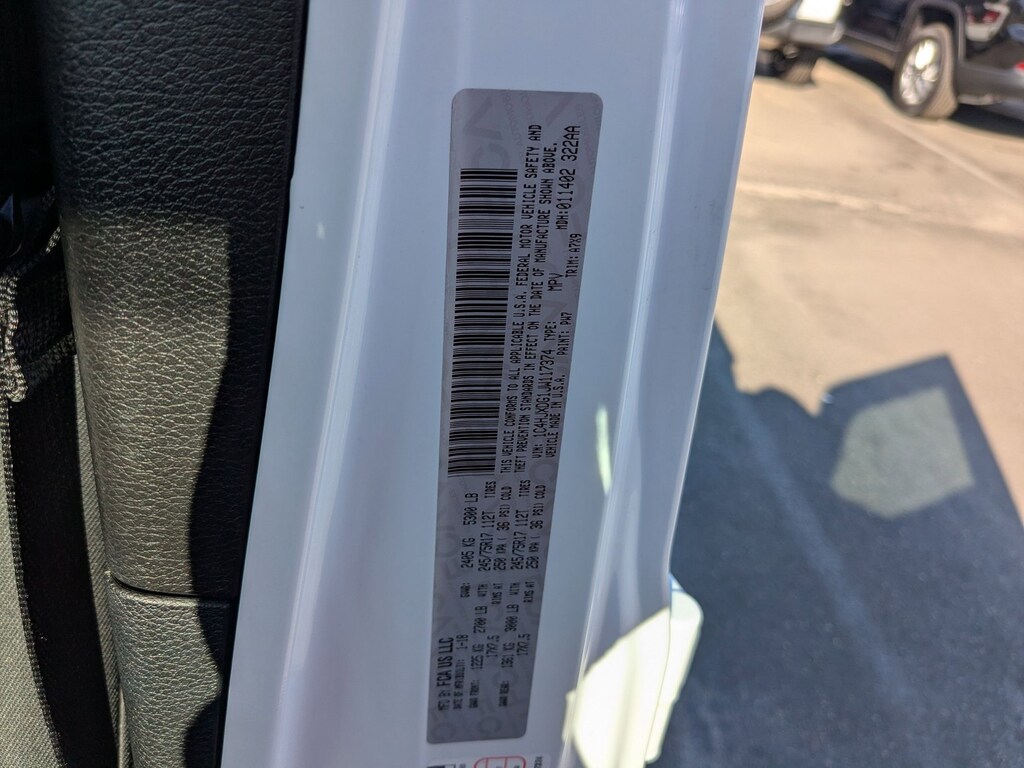 MFD BY FCA US LLC
DATE OF MFR 1-18 GVWR: 2405 KG 5300 LB
GAWR FRONT: 1225 KG 2700 LB WITH 245/75R17 112T TIRES
17X7.5 RIMS AT 250 KPA ( 36 PSI) COLD
GAWR REAR: 1361 KG 3000 LB WITH 245/75R17 112T TIRES
17X7.5 RIMS AT 250 KPA ( 36 PSI) COLD
THIS VEHICLE CONFORMS TO ALL APPLICABLE U.S.A. FEDERAL MOTOR VEHICLE SAFETY AND
THEFT PREVENTION STANDARDS IN EFFECT ON THE DATE OF MANUFACTURE SHOWN ABOVE.
VIN: 1C4HJXDG1JW117374 TYPE: MPV MDH:011402 322AA
VEHICLE MADE IN U.S.A. PAINT: PW7 TRIM: A7X9